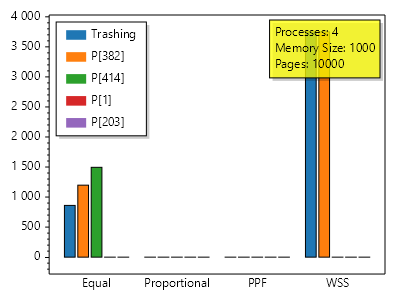 4 000
3 500
3 000
2 500
2 000
1 500
1 000
500
0
Trashing
P[382]
P[414]
P[1]
P[203]
Processes: 4
Memory Size: 1000
Pages: 10000
Equal
Proportional
PPF
WSS